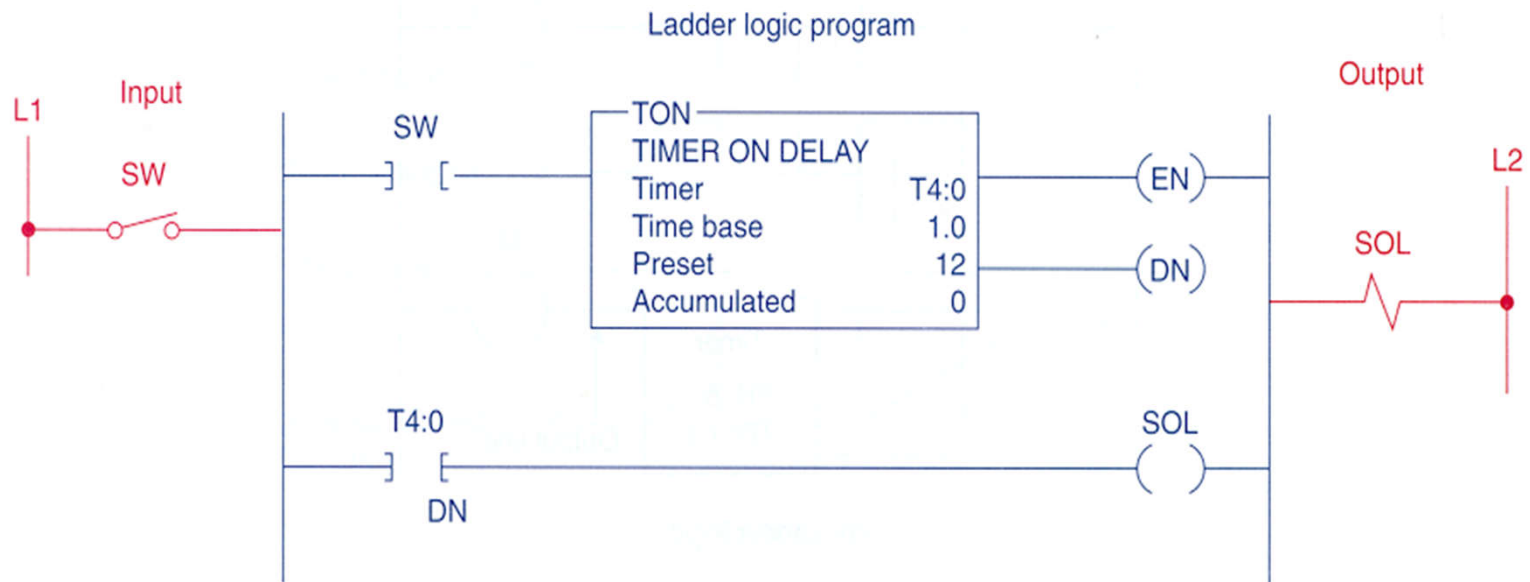 Ladder logic program
Input
Output
L1
SW
L2
SOL
SW
TON
TIMER ON DELAY
Timer T4:0
Time base 1.0
Preset 12
Accumulated 0
EN
DN
T4:0
DN
SOL